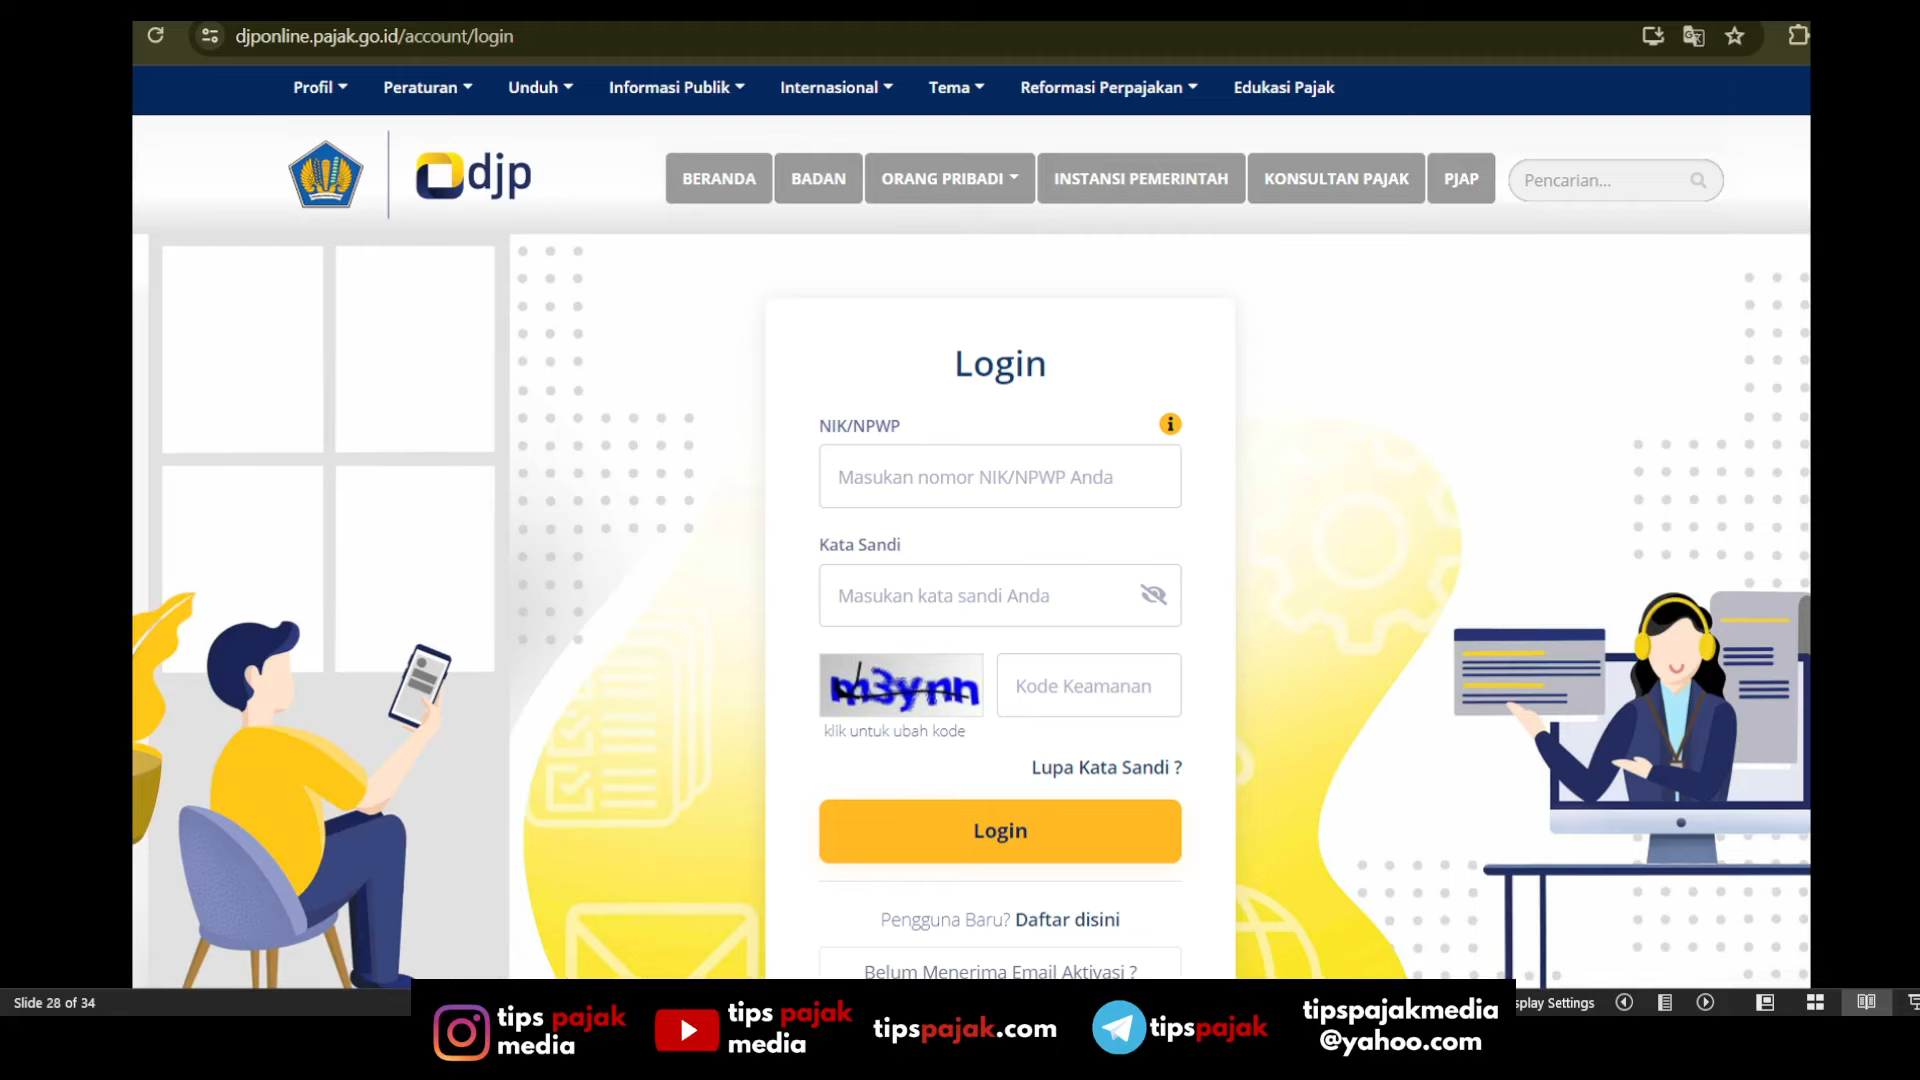 djponline.pajak.go.id/account/login
Profil Peraturan Unduh Informasi Publik Internasional Tema Reformasi Perpajakan Edukasi Pajak
djp
BERANDA BADAN ORANG PRIBADI INSTANSI PEMERINTAH KONSULTAN PAJAK PJAP Pencarian...
Login
NIK/NPWP
Masukan nomor NIK/NPWP Anda
Kata Sandi
Masukan kata sandi Anda
m3ynn Kode Keamanan
klik untuk ubah kode
Lupa Kata Sandi ?
Login
Pengguna Baru? Daftar disini
Belum Menerima Email Aktivasi ?
Slide 28 of 34
splay Settings
tips pajak
media
tips pajak
media
tipspajak.com
tipspajak
tipspajakmedia
@yahoo.com